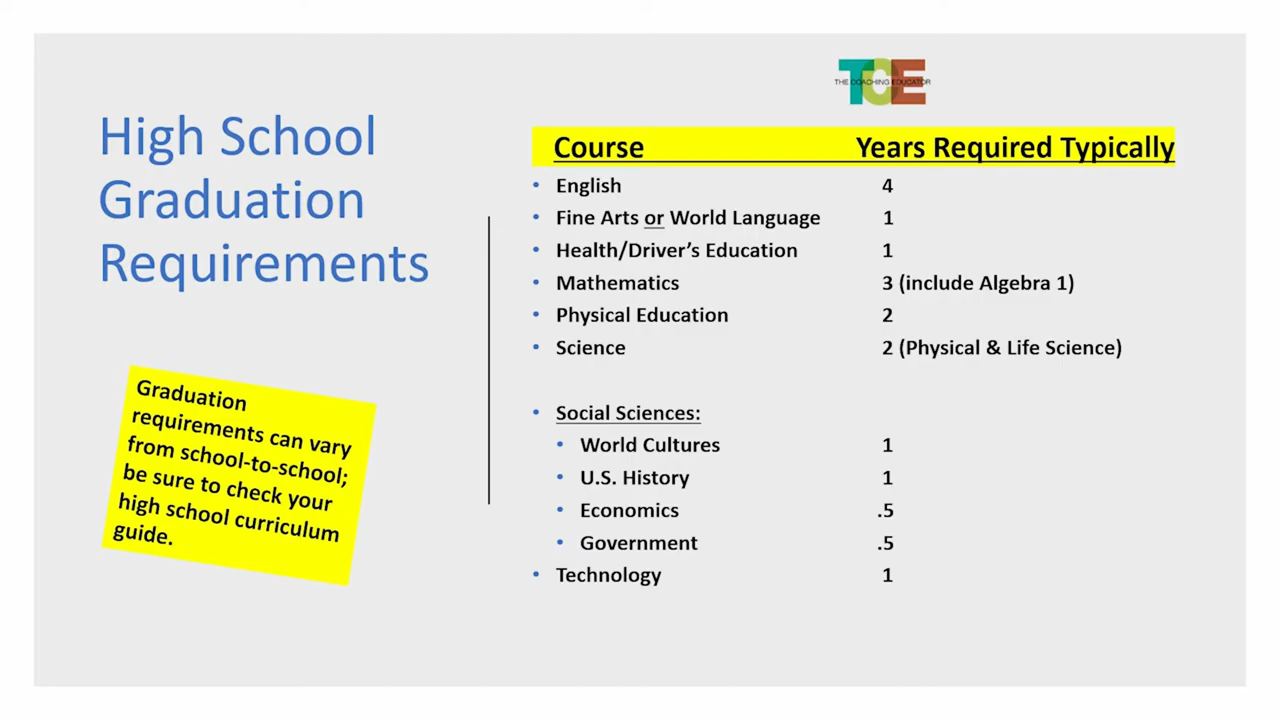 TCE
THE COACHING EDUCATOR
High School
Graduation
Requirements
Graduation
requirements can vary
from school-to-school;
be sure to check your
high school curriculum
guide.
Course Years Required Typically
• English 4
• Fine Arts or World Language 1
• Health/Driver’s Education 1
• Mathematics 3 (include Algebra 1)
• Physical Education 2
• Science 2 (Physical & Life Science)
• Social Sciences:
• World Cultures 1
• U.S. History 1
• Economics .5
• Government .5
• Technology 1